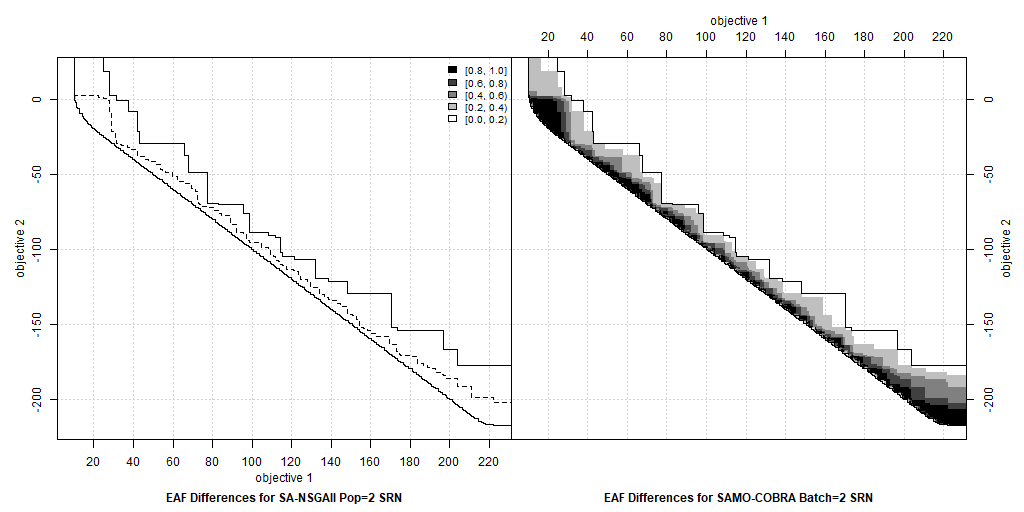 objective 1
20 40 60 80 100 120 140 160 180 200 220
[0.8, 1.0]
[0.6, 0.8)
[0.4, 0.6)
[0.2, 0.4)
[0.0, 0.2)
0
-50
-100
-150
-200
objective 2
0
-50
-100
-150
-200
objective 2
20 40 60 80 100 120 140 160 180 200 220
objective 1
EAF Differences for SA-NSGAII Pop=2 SRN
EAF Differences for SAMO-COBRA Batch=2 SRN